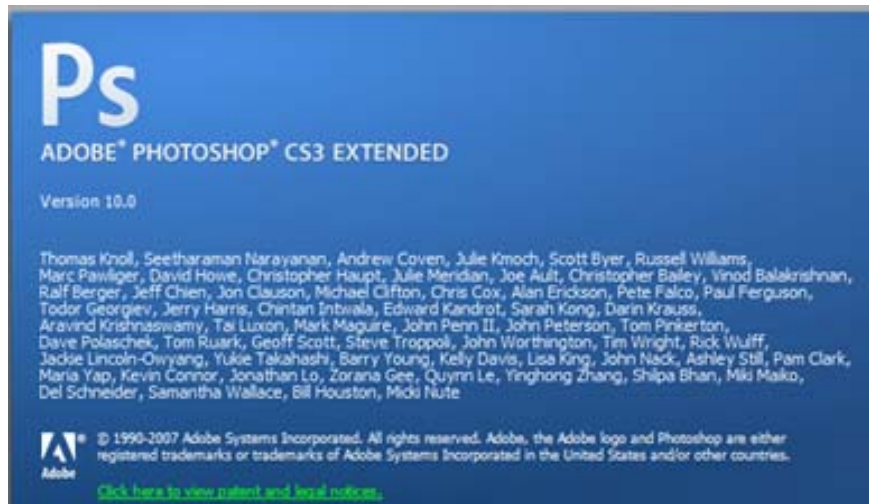 Ps
ADOBE® PHOTOSHOP® CS3 EXTENDED
Version 10.0
Thomas Knoll, Seetharaman Narayanan, Andrew Coven, Julie Kmoch, Scott Byer, Russell Williams,
Marc Pawliger, David Howe, Christopher Haupt, Julie Meridian, Joe Ault, Christopher Bailey, Vinod Balakrishnan,
Ralf Berger, Jeff Chien, Jon Clauson, Michael Clifton, Chris Cox, Alan Erickson, Pete Falco, Paul Ferguson,
Todor Georgiev, Jerry Harris, Chintan Intwala, Edward Kandrot, Sarah Kong, Darin Krauss,
Aravind Krishnaswamy, Tai Luxon, Mark Maguire, John Penn II, John Peterson, Tom Pinkerton,
Dave Polaschek, Tom Ruark, Geoff Scott, Steve Troppoli, John Worthington, Tim Wright, Rick Wulff,
Jackie Lincoln-Owyang, Yukie Takahashi, Barry Young, Kelly Davis, Lisa King, John Nack, Ashley Still, Pam Clark,
Maria Yap, Kevin Connor, Jonathan Lo, Zorana Gee, Quynn Le, Yinghong Zhang, Shilpa Bhan, Miki Maiko,
Del Schneider, Samantha Wallace, Bill Houston, Micki Nute
© 1990-2007 Adobe Systems Incorporated. All rights reserved. Adobe, the Adobe logo and Photoshop are either
registered trademarks or trademarks of Adobe Systems Incorporated in the United States and/or other countries.
Adobe
Click here to view patent and legal notices.